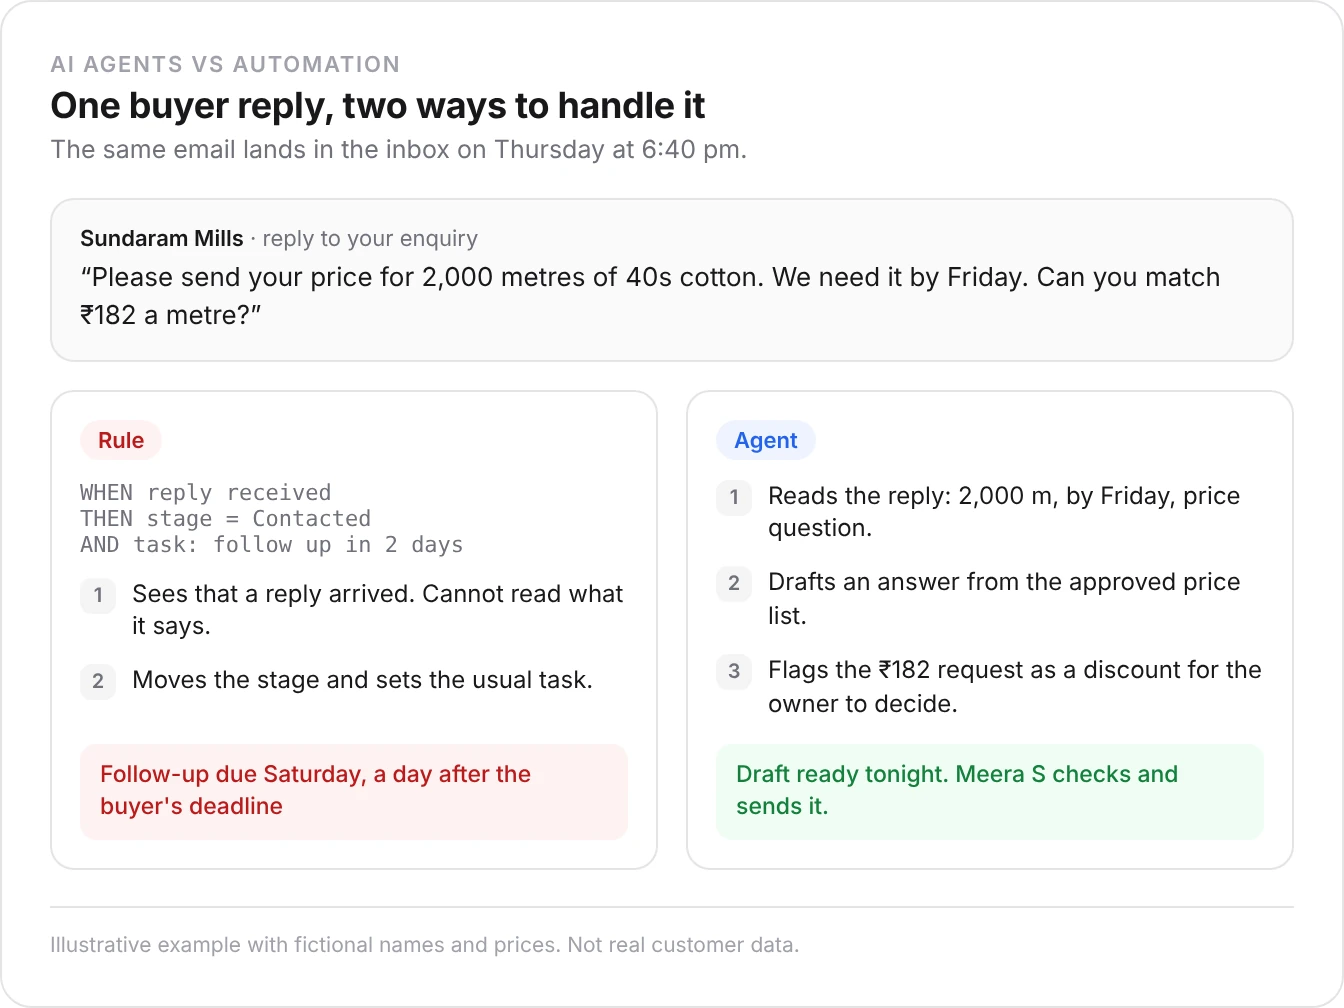 AI AGENTS VS AUTOMATION
One buyer reply, two ways to handle it
The same email lands in the inbox on Thursday at 6:40 pm.
Sundaram Mills · reply to your enquiry
“Please send your price for 2,000 metres of 40s cotton. We need it by Friday. Can you match
₹182 a metre?”
Rule
WHEN reply received
THEN stage = Contacted
AND task: follow up in 2 days
1 Sees that a reply arrived. Cannot read what
it says.
2 Moves the stage and sets the usual task.
Follow-up due Saturday, a day after the
buyer's deadline
Agent
1 Reads the reply: 2,000 m, by Friday, price
question.
2 Drafts an answer from the approved price
list.
3 Flags the ₹182 request as a discount for the
owner to decide.
Draft ready tonight. Meera S checks and
sends it.
Illustrative example with fictional names and prices. Not real customer data.